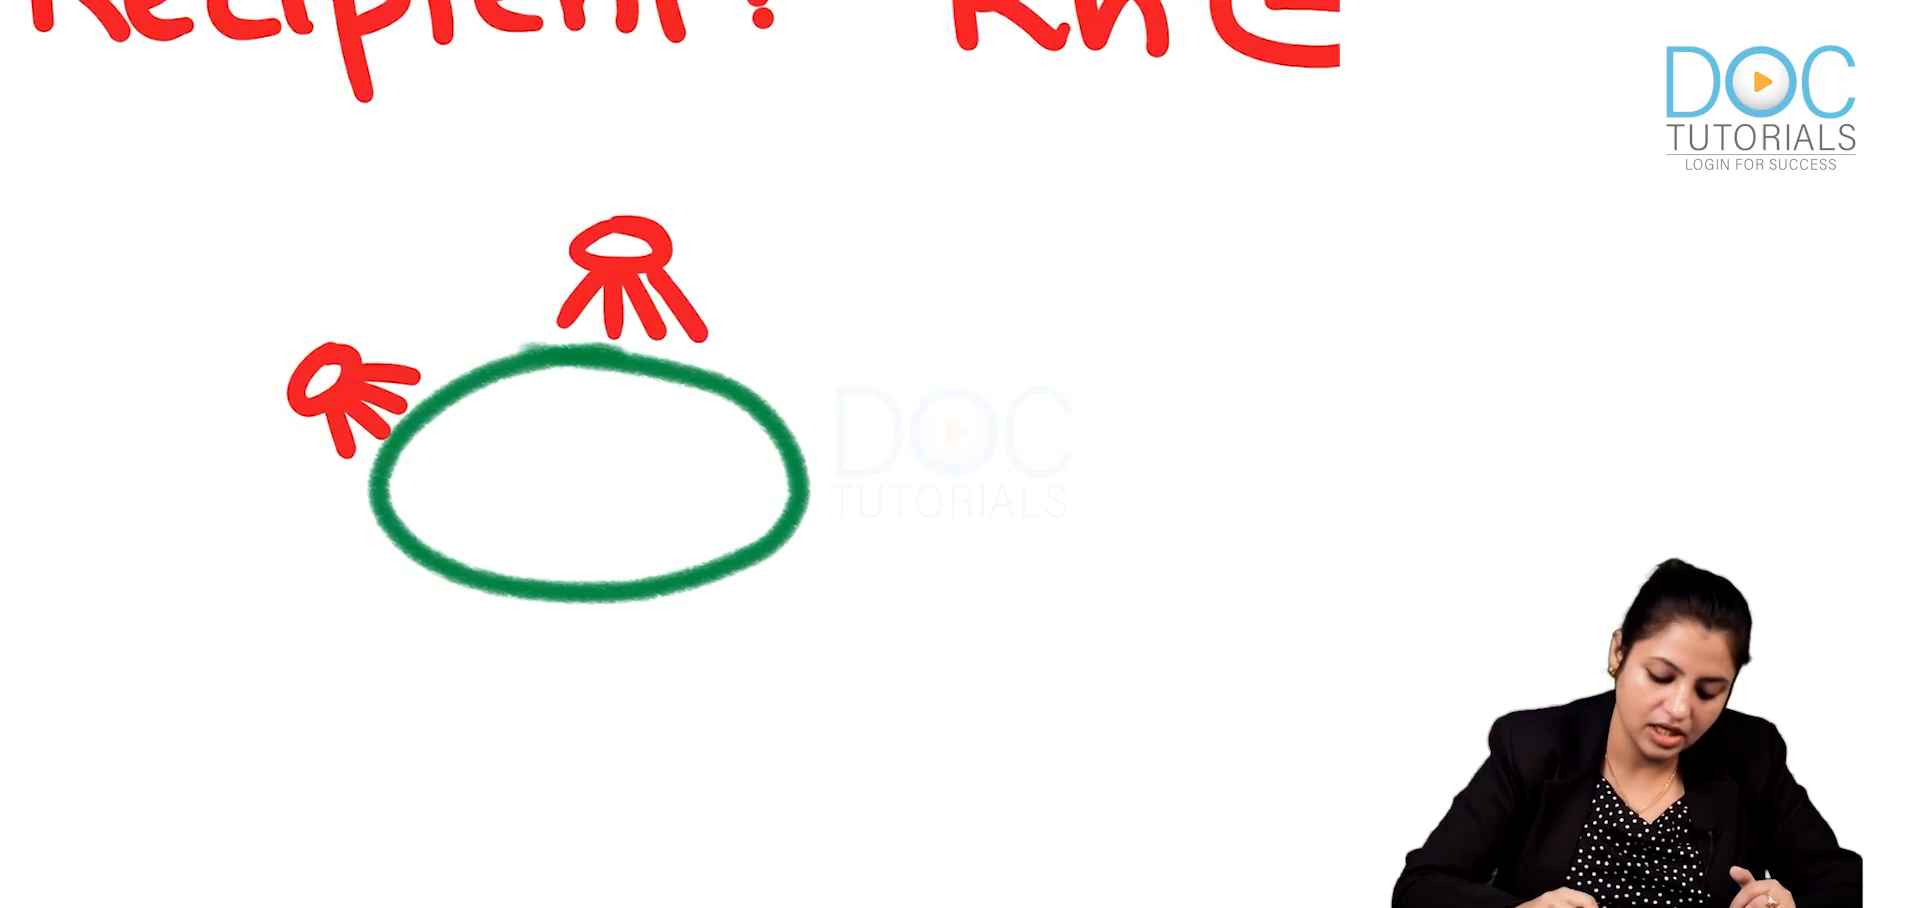 Recipient: Rh
DOC
TUTORIALS
LOGIN FOR SUCCESS
DOC
TUTORIALS